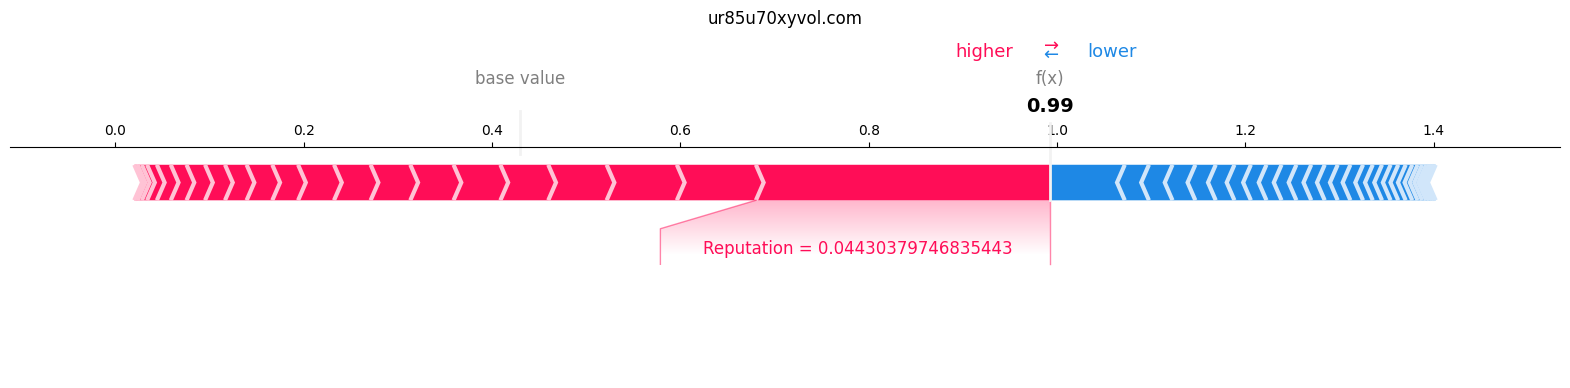 ur85u70xyvol.com
higher ⇄ lower
base value f(x)
0.99
0.0 0.2 0.4 0.6 0.8 1.0 1.2 1.4
Reputation = 0.04430379746835443